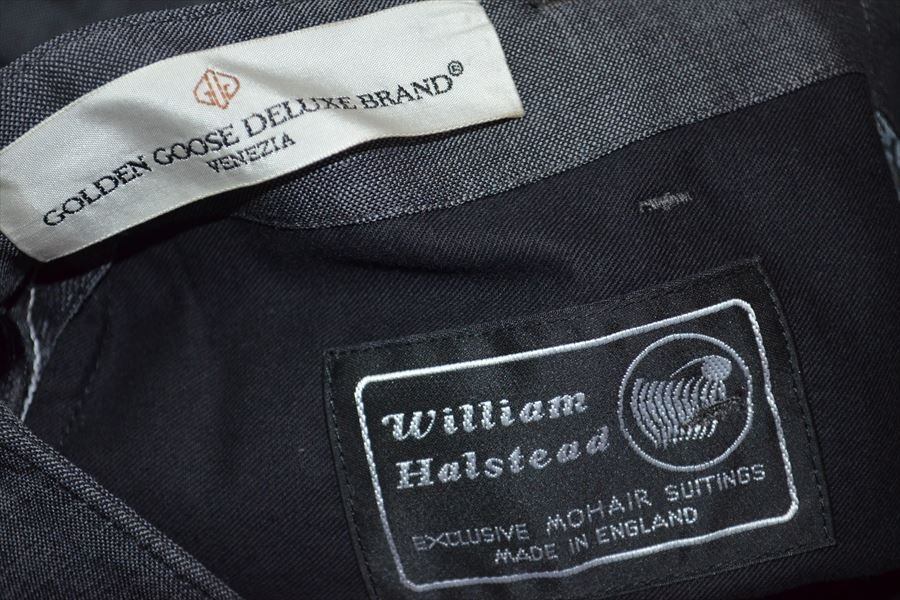 GOLDEN GOOSE DELUXE BRAND®
VENEZIA
William
Halstead
EXCLUSIVE MOHAIR SUITINGS
MADE IN ENGLAND